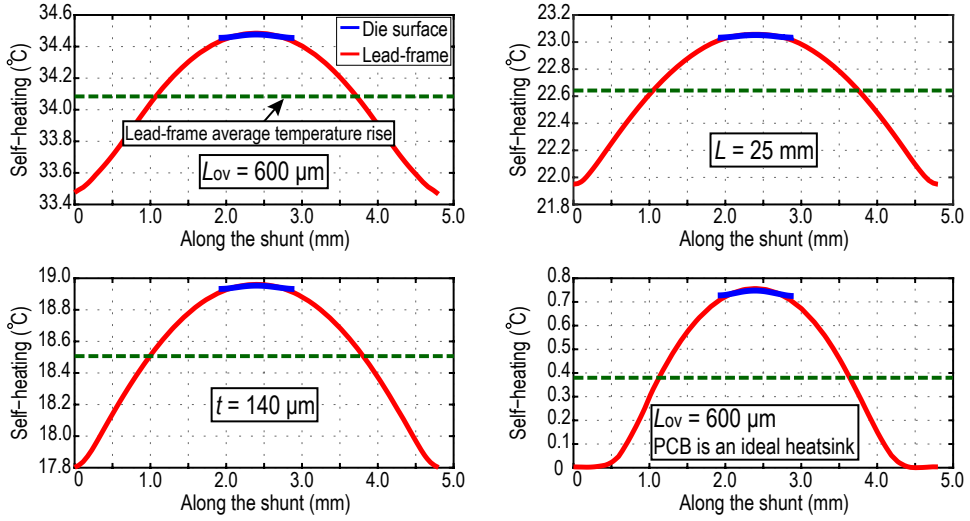 34.6
34.4
34.2
34.0
33.8
33.6
33.4
Self−heating (°C)
Die surface
Lead-frame
Lead-frame average temperature rise
Lov = 600 µm
0.0 1.0 2.0 3.0 4.0 5.0
Along the shunt (mm)
23.2
23.0
22.8
22.6
22.4
22.2
22.0
21.8
Self−heating (°C)
L = 25 mm
0.0 1.0 2.0 3.0 4.0 5.0
Along the shunt (mm)
19.0
18.8
18.6
18.4
18.2
18.0
17.8
Self−heating (°C)
t = 140 µm
0.0 1.0 2.0 3.0 4.0 5.0
Along the shunt (mm)
0.8
0.7
0.6
0.5
0.4
0.3
0.2
0.1
0
Self−heating (°C)
Lov = 600 µm
PCB is an ideal heatsink
0.0 1.0 2.0 3.0 4.0 5.0
Along the shunt (mm)